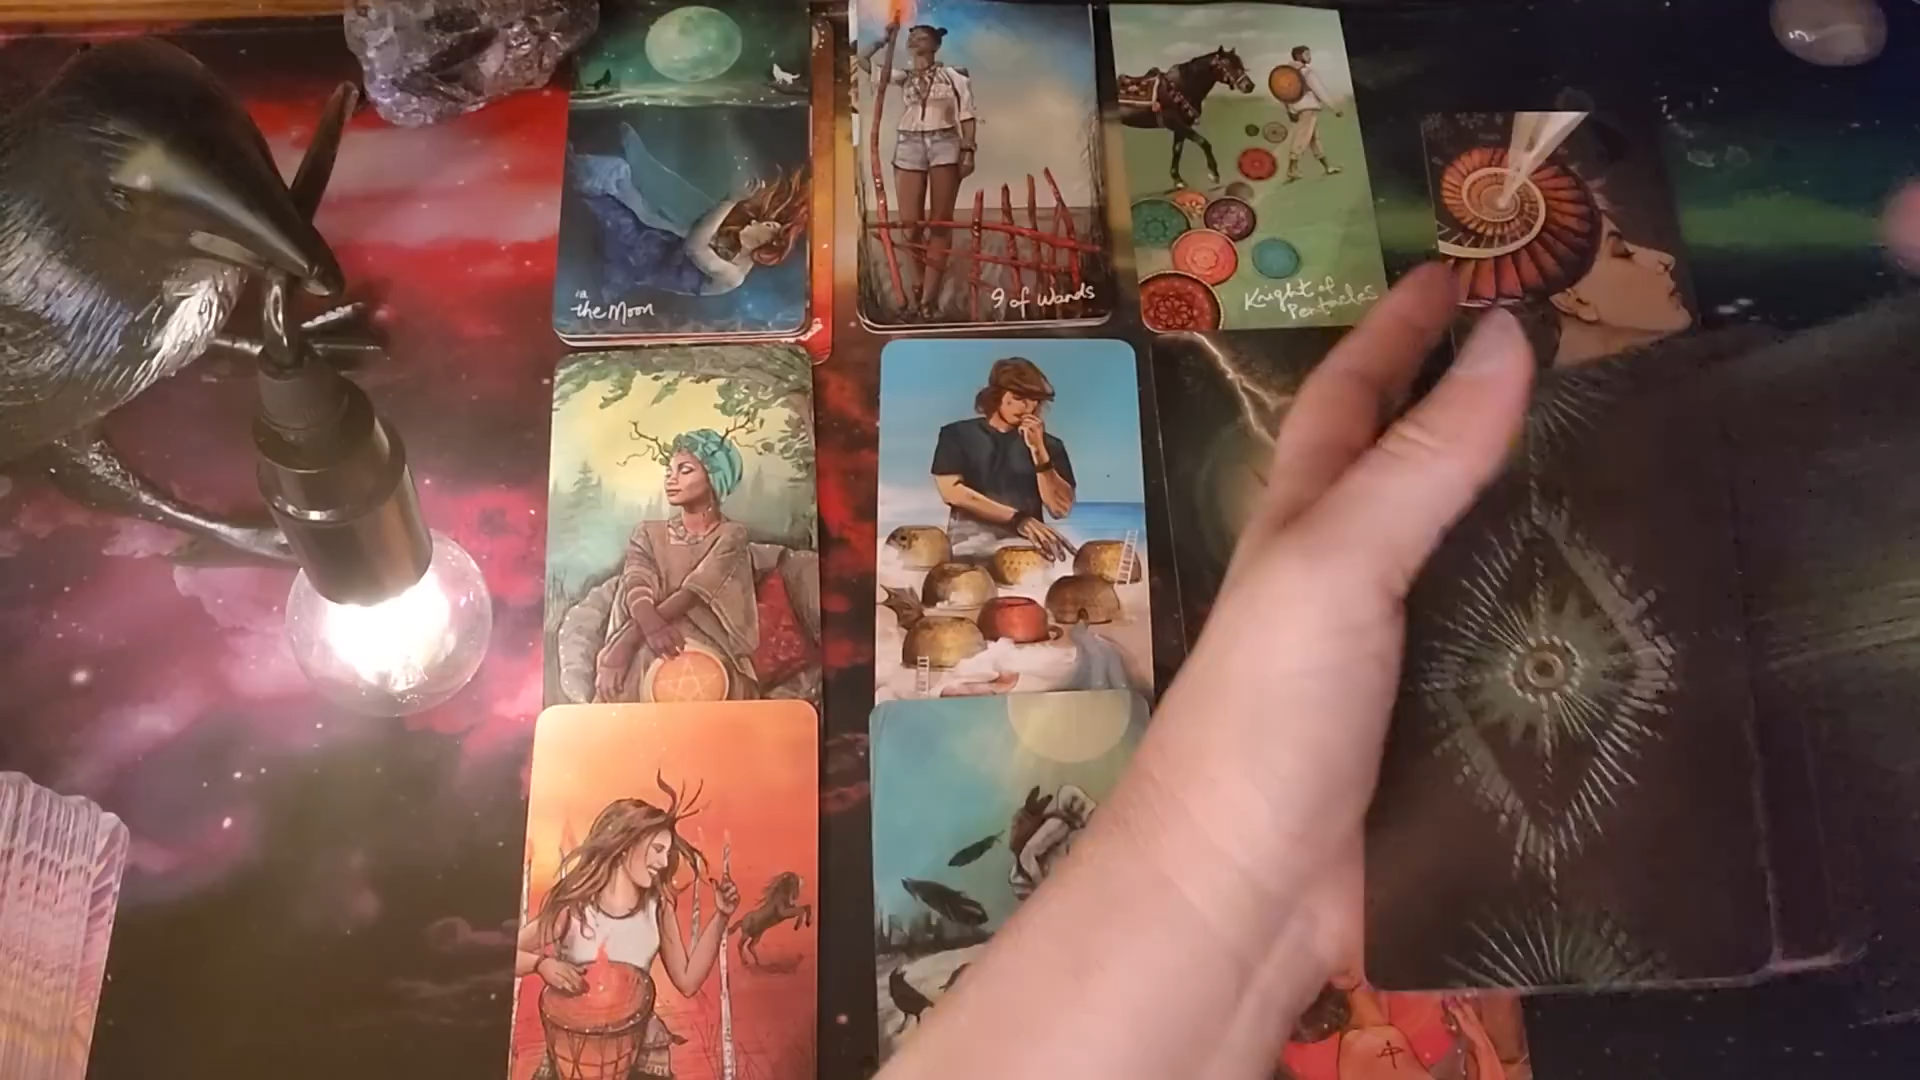 the Moon
9 of Wands
Knight of
Pentacles